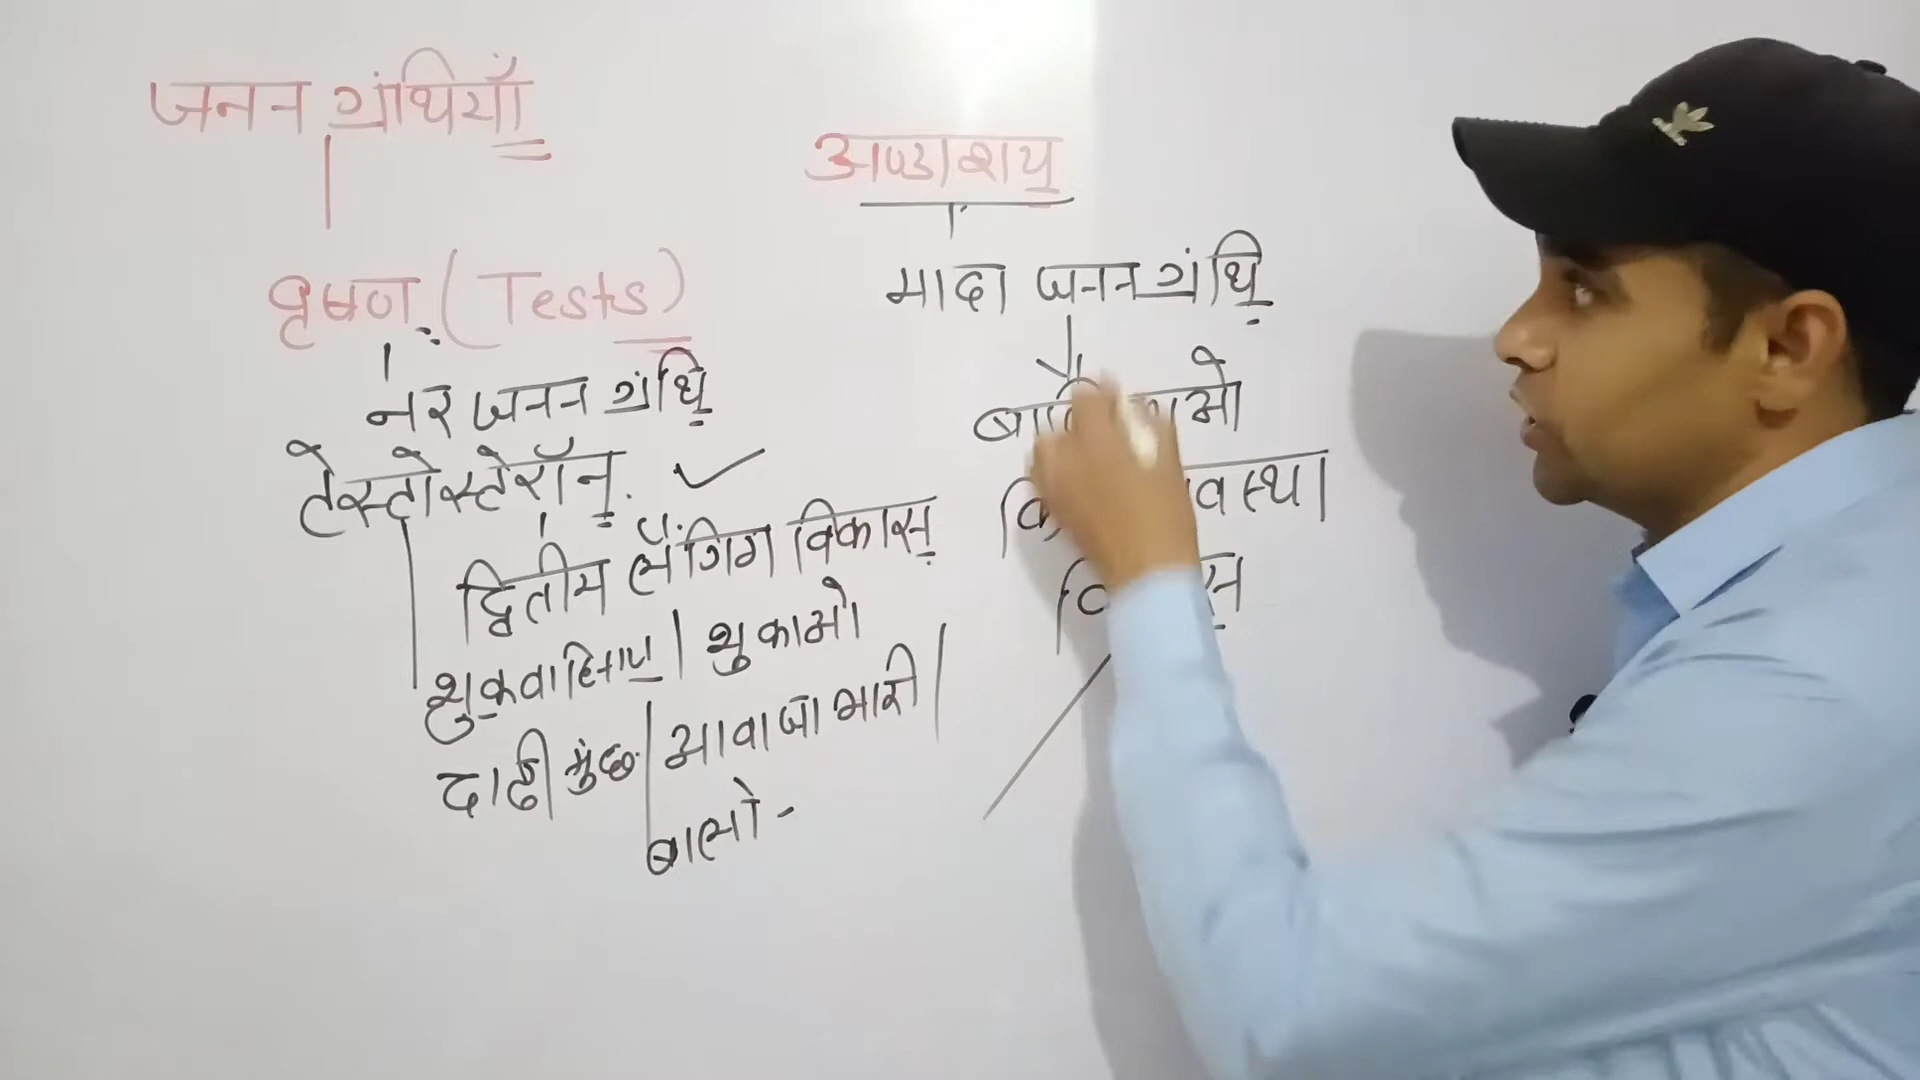 जनन ग्रंथियाँ
वृषण (Tests)
नर जनन ग्रंथि
टेस्टोस्टेरॉन
द्वितीय लैंगिग विकास
शुक्रवाहिनाए | शुक्राओ
दाढी मुंछ | आवाज भारी |
बालो -
अण्डाशय
मादा जनन ग्रंथि